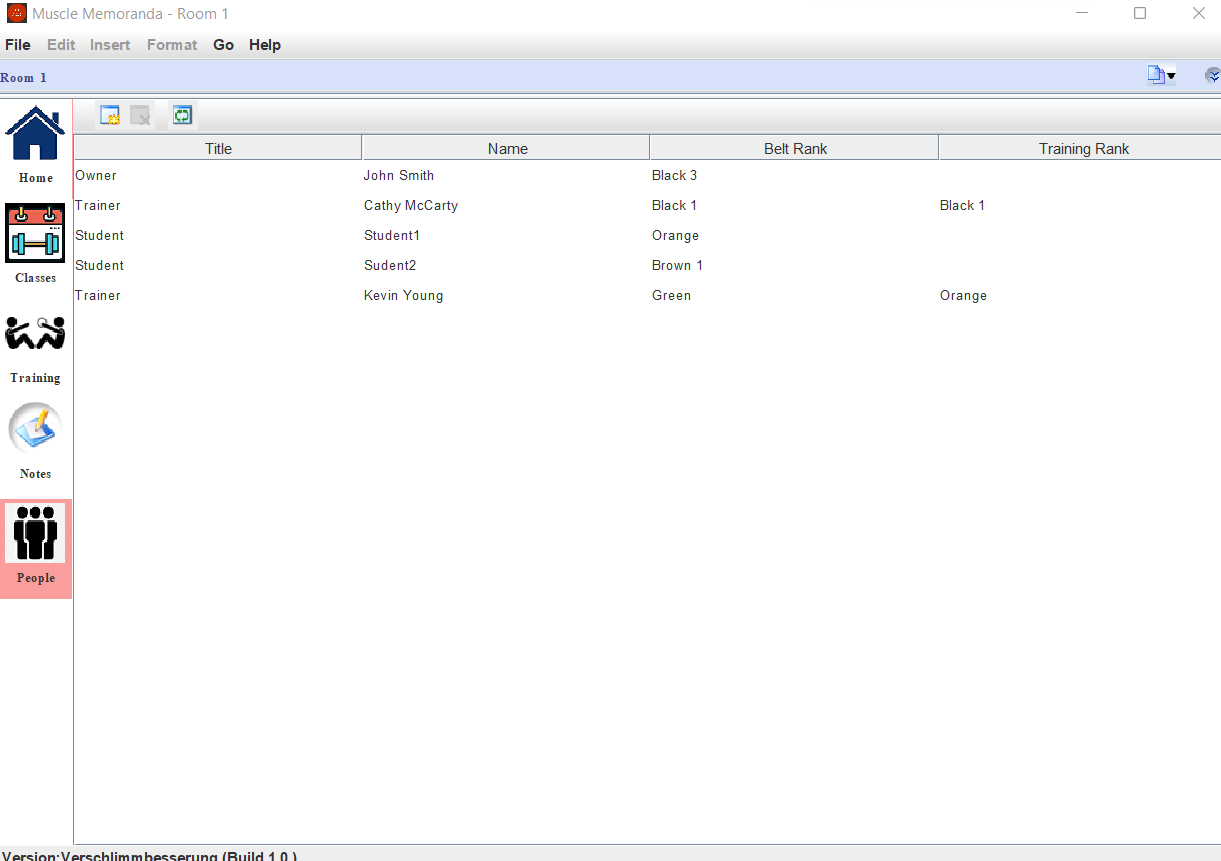 Muscle Memoranda - Room 1
File Edit Insert Format Go Help
Room 1
Home
Classes
Training
Notes
People
Title Name Belt Rank Training Rank
Owner John Smith Black 3
Trainer Cathy McCarty Black 1 Black 1
Student Student1 Orange
Student Sudent2 Brown 1
Trainer Kevin Young Green Orange
Version:Verschlimmbesserung (Build 1.0 )